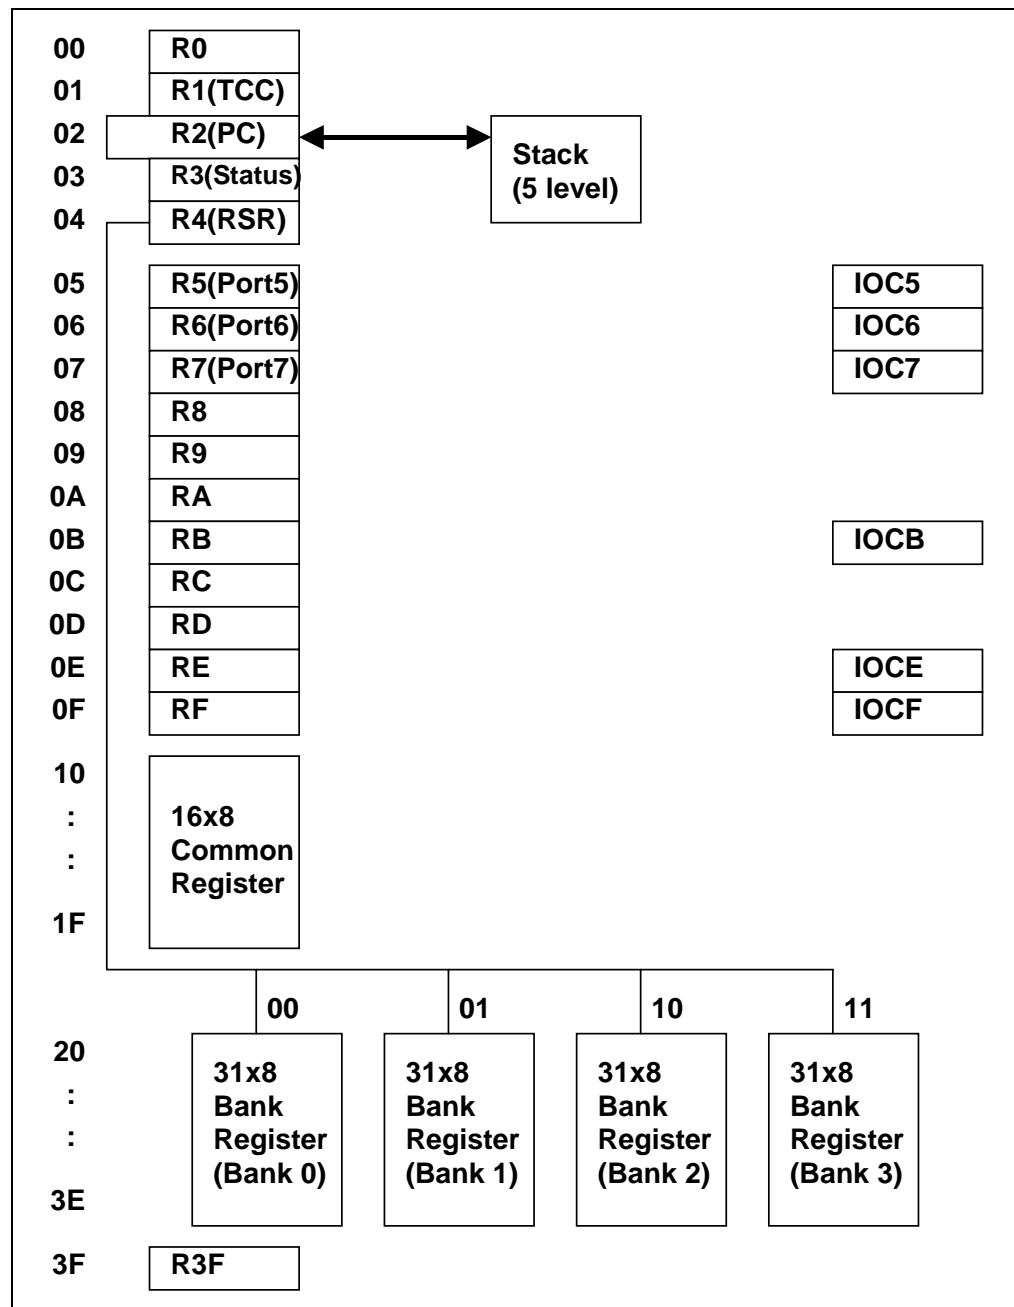 00 R0
01 R1(TCC)
02 R2(PC)
03 R3(Status)
04 R4(RSR)
Stack
(5 level)
05 R5(Port5) IOC5
06 R6(Port6) IOC6
07 R7(Port7) IOC7
08 R8
09 R9
0A RA
0B RB IOCB
0C RC
0D RD
0E RE IOCE
0F RF IOCF
10
:
:
1F
16x8
Common
Register
00 01 10 11
20
:
:
3E
31x8
Bank
Register
(Bank 0)
31x8
Bank
Register
(Bank 1)
31x8
Bank
Register
(Bank 2)
31x8
Bank
Register
(Bank 3)
3F R3F